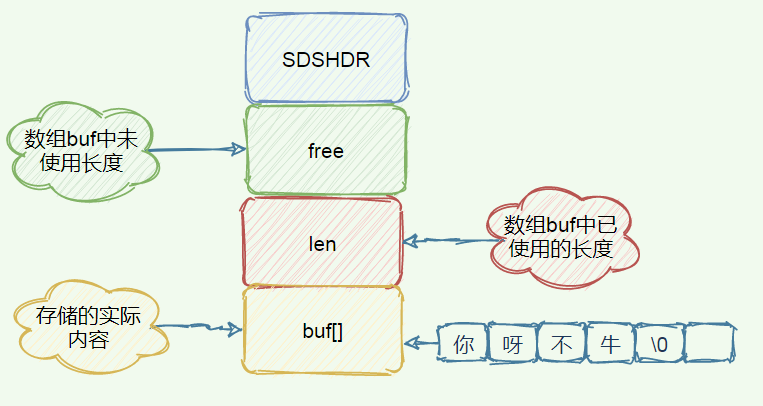 SDSHDR
数组buf中未
使用长度
free
len
数组buf中已
使用的长度
存储的实际
内容
buf[]
你 呀 不 牛 \0